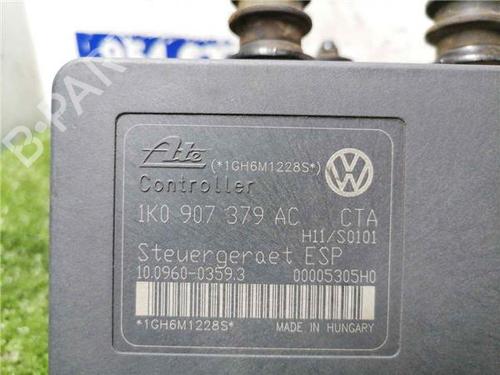 Ate (*1GH6M1228S*)
Controller
1K0 907 379 AC CTA
H11/S0101
Steuergeraet ESP
10.0960-0359.3 00005305H0
*1GH6M1228S* MADE IN HUNGARY
B-PARTS